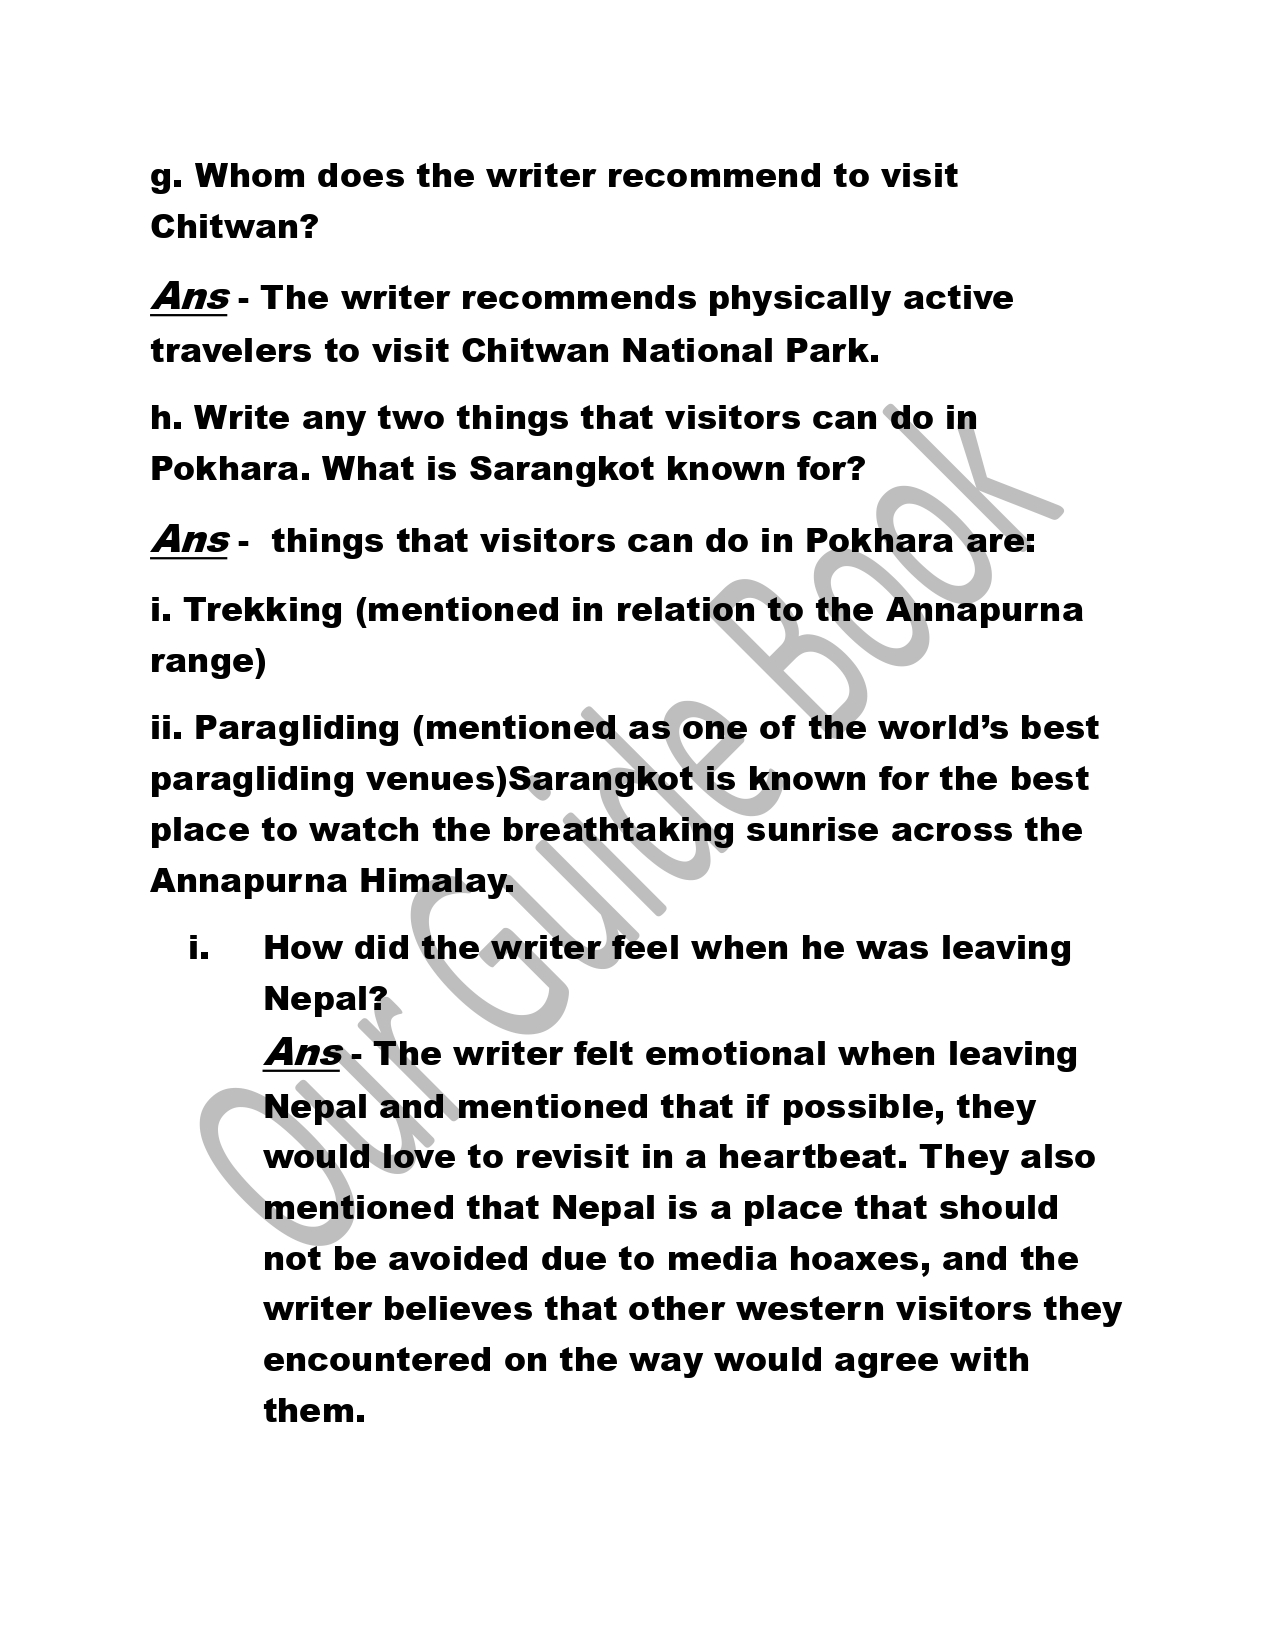 g. Whom does the writer recommend to visit
Chitwan?
Ans - The writer recommends physically active
travelers to visit Chitwan National Park.
h. Write any two things that visitors can do in
Pokhara. What is Sarangkot known for?
Ans -  things that visitors can do in Pokhara are:
i. Trekking (mentioned in relation to the Annapurna
range)
ii. Paragliding (mentioned as one of the world’s best
paragliding venues)Sarangkot is known for the best
place to watch the breathtaking sunrise across the
Annapurna Himalay.
i. How did the writer feel when he was leaving
Nepal?
Ans - The writer felt emotional when leaving
Nepal and mentioned that if possible, they
would love to revisit in a heartbeat. They also
mentioned that Nepal is a place that should
not be avoided due to media hoaxes, and the
writer believes that other western visitors they
encountered on the way would agree with
them.
Our Guide Book